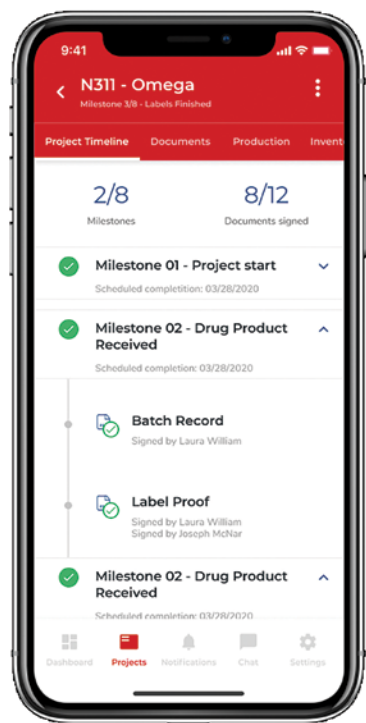 9:41
N311 - Omega
Milestone 3/8 - Labels Finished
Project Timeline Documents Production Invent
2/8 8/12
Milestones Documents signed
Milestone 01 - Project start
Scheduled completition: 03/28/2020
Milestone 02 - Drug Product
Received
Scheduled completion: 03/28/2020
Batch Record
Signed by Laura William
Label Proof
Signed by Laura William
Signed by Joseph McNar
Milestone 02 - Drug Product
Received
Scheduled completion: 03/28/2020
Dashboard Projects Notifications Chat Settings